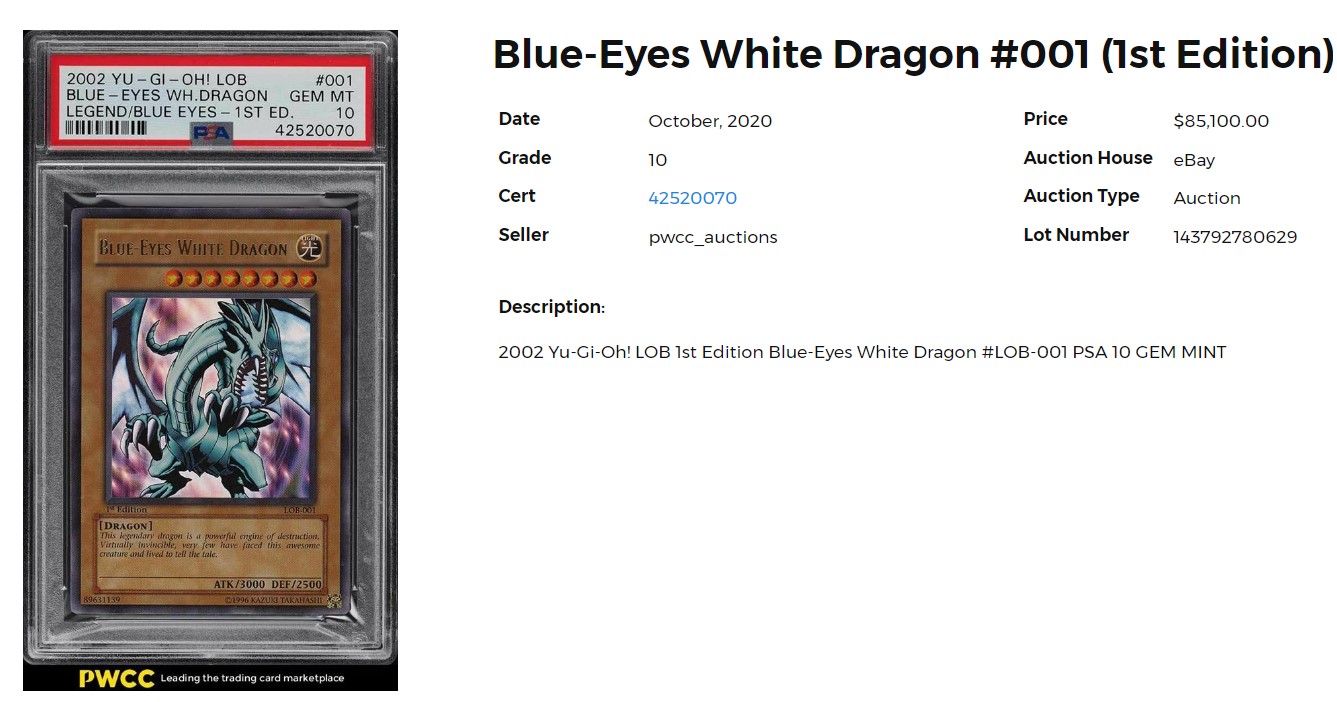 2002 YU-GI-OH! LOB #001
BLUE-EYES WH.DRAGON GEM MT
LEGEND/BLUE EYES-1ST ED. 10
PSA 42520070
BLUE-EYES WHITE DRAGON LIGHT 光
1st Edition LOB-001
[DRAGON]
This legendary dragon is a powerful engine of destruction.
Virtually invincible, very few have faced this awesome
creature and lived to tell the tale.
ATK/3000 DEF/2500
89631139 ©1996 KAZUKI TAKAHASHI
PWCC Leading the trading card marketplace
Blue-Eyes White Dragon #001 (1st Edition)
Date October, 2020 Price $85,100.00
Grade 10 Auction House eBay
Cert 42520070 Auction Type Auction
Seller pwcc_auctions Lot Number 143792780629
Description:
2002 Yu-Gi-Oh! LOB 1st Edition Blue-Eyes White Dragon #LOB-001 PSA 10 GEM MINT